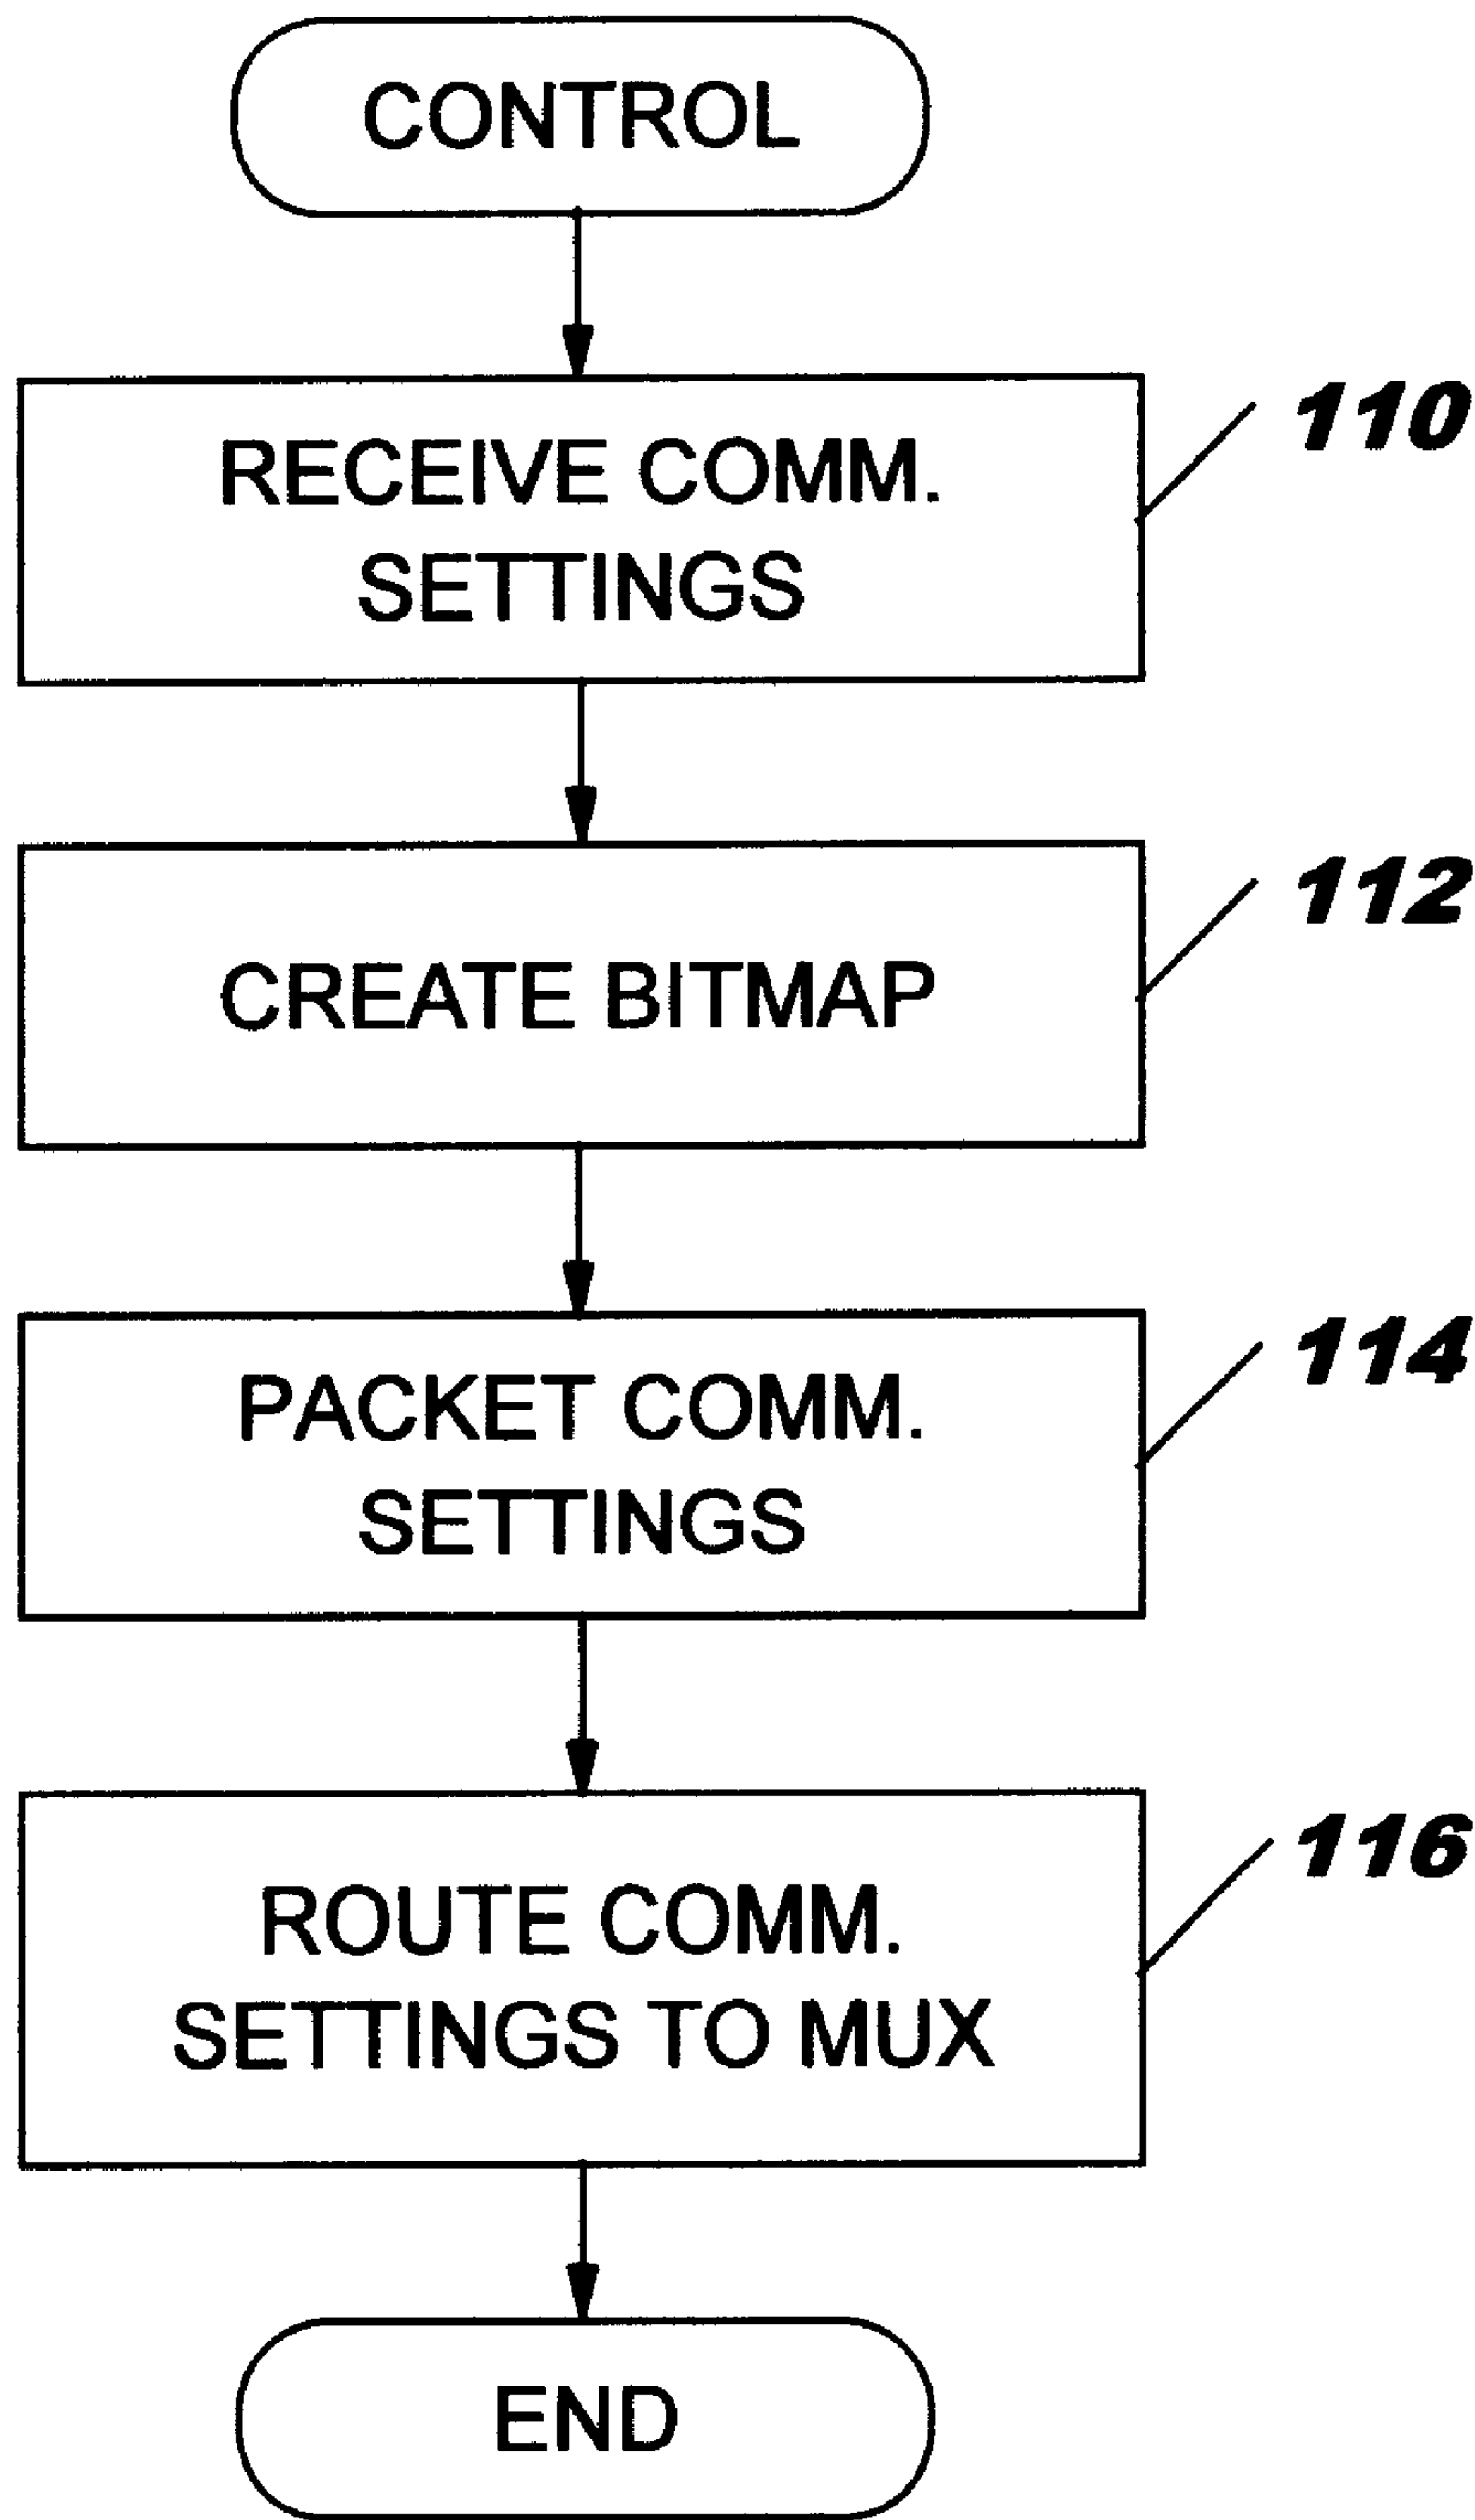 CONTROL
RECEIVE COMM.
SETTINGS
110
CREATE BITMAP
112
PACKET COMM.
SETTINGS
114
ROUTE COMM.
SETTINGS TO MUX
116
END